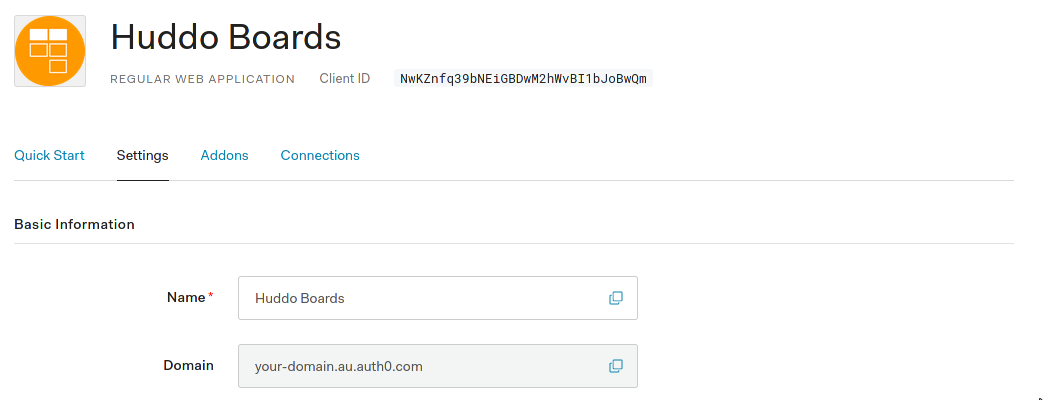 Huddo Boards
REGULAR WEB APPLICATION Client ID NwKZnfq39bNEiGBDwM2hWvBI1bJoBwQm
Quick Start Settings Addons Connections
Basic Information
Name * Huddo Boards
Domain your-domain.au.auth0.com